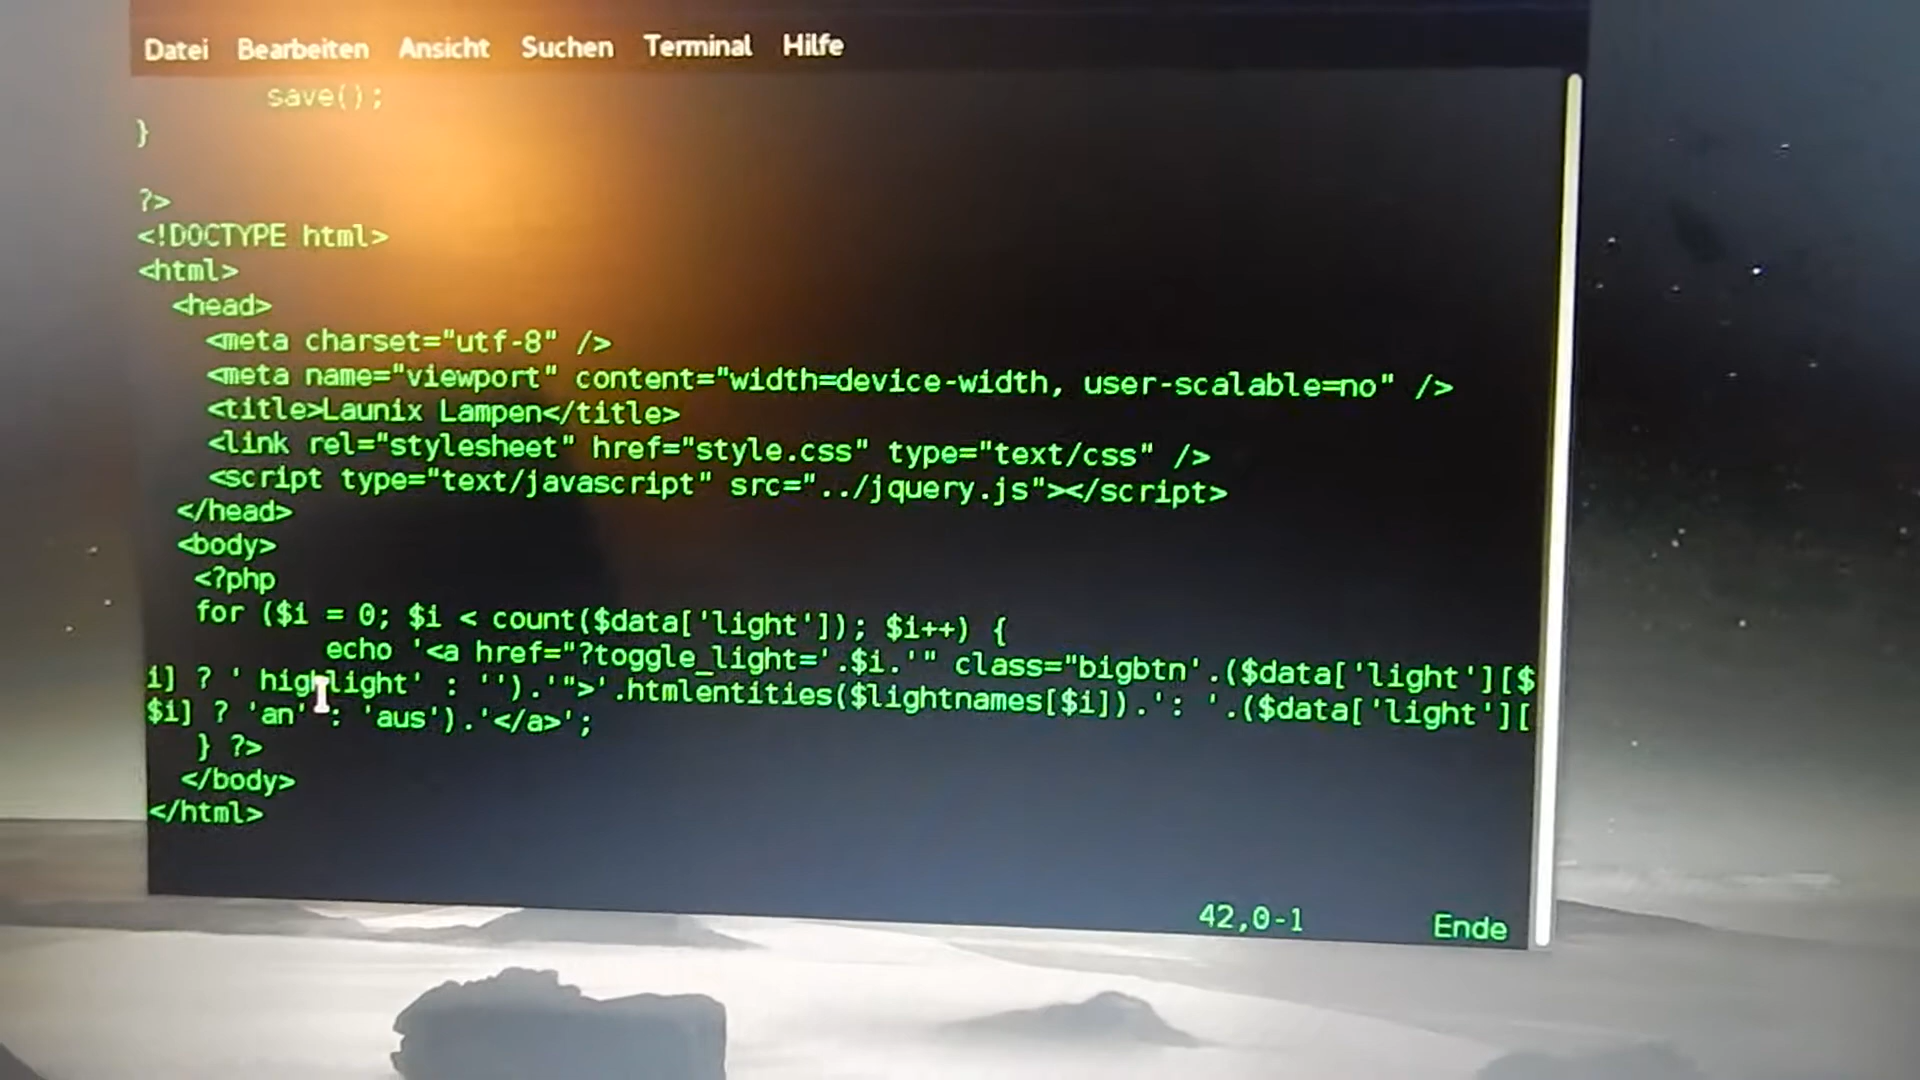 Datei Bearbeiten Ansicht Suchen Terminal Hilfe
save();
}
?>
<!DOCTYPE html>
<html>
<head>
<meta charset="utf-8" />
<meta name="viewport" content="width=device-width, user-scalable=no" />
<title>Launix Lampen</title>
<link rel="stylesheet" href="style.css" type="text/css" />
<script type="text/javascript" src="../jquery.js"></script>
</head>
<body>
<?php
for ($i = 0; $i < count($data['light']); $i++) {
echo '<a href="?toggle_light='.$i.'" class="bigbtn'.($data['light'][$
i] ? ' highlight' : '').'">'.htmlentities($lightnames[$i]).': '.($data['light'][
$i] ? 'an' : 'aus').'</a>';
} ?>
</body>
</html>
42,0-1 Ende